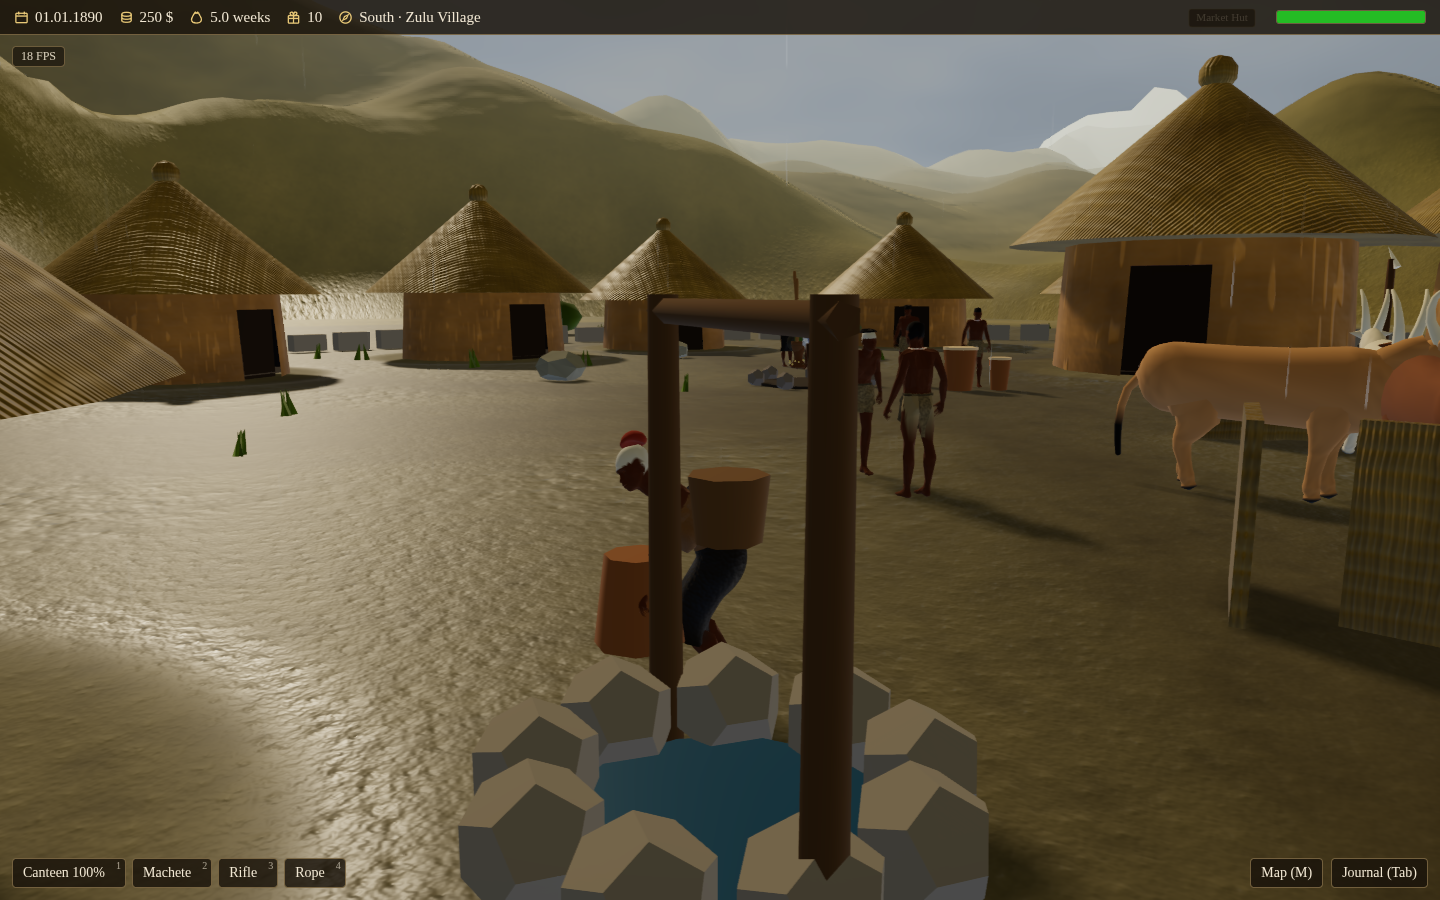 01.01.1890 250 $ 5.0 weeks 10 South · Zulu Village Market Hut
18 FPS
Canteen 100% 1 Machete 2 Rifle 3 Rope 4 Map (M) Journal (Tab)